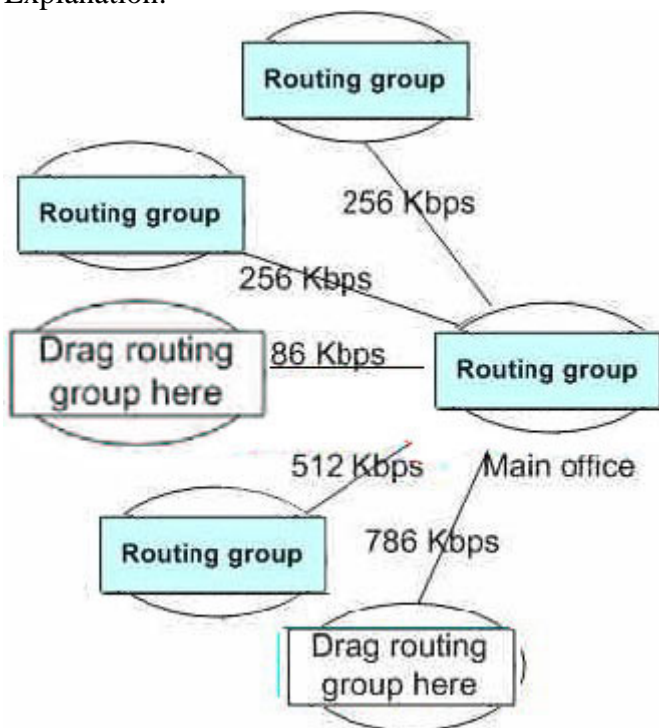 Explanation:
Routing group
256 Kbps
Routing group
256 Kbps
Drag routing
group here
86 Kbps
Routing group
512 Kbps
Main office
Routing group
786 Kbps
Drag routing
group here